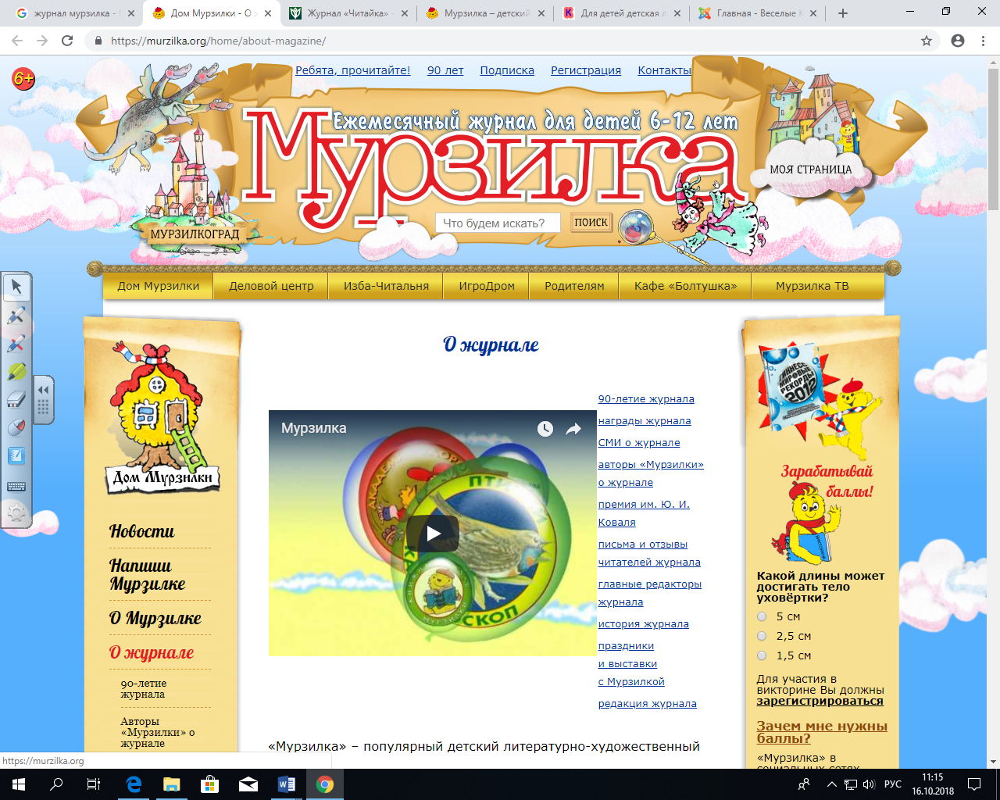 журнал мурзилка -
Дом Мурзилки - О ж
Журнал «Читайка» -
Мурзилка – детский
Для детей детская л
Главная - Веселые К
https://murzilka.org/home/about-magazine/
6+
Ребята, прочитайте! 90 лет Подписка Регистрация Контакты
Ежемесячный журнал для детей 6-12 лет
Мурзилка
МУРЗИЛКОГРАД
МОЯ СТРАНИЦА
Что будем искать? ПОИСК
Дом Мурзилки Деловой центр Изба-Читальня ИгроДром Родителям Кафе «Болтушка» Мурзилка ТВ
Дом Мурзилки
Новости
Напиши
Мурзилке
О Мурзилке
О журнале
90-летие
журнала
Авторы
«Мурзилки» о
журнале
О журнале
Мурзилка
ПТИ
СКОП
90-летие журнала
награды журнала
СМИ о журнале
авторы «Мурзилки»
о журнале
премия им. Ю. И.
Коваля
письма и отзывы
читателей журнала
главные редакторы
журнала
история журнала
праздники
и выставки
с Мурзилкой
редакция журнала
«Мурзилка» – популярный детский литературно-художественный
ГИННЕСС
МИРОВЫЕ
РЕКОРДЫ
2012
Зарабатывай
баллы!
Какой длины может
достигать тело
уховёртки?
5 см
2,5 см
1,5 см
Для участия в
викторине Вы должны
зарегистрироваться
Зачем мне нужны
баллы?
«Мурзилка» в
социальных сетях
https://murzilka.org
РУС
11:15
16.10.2018